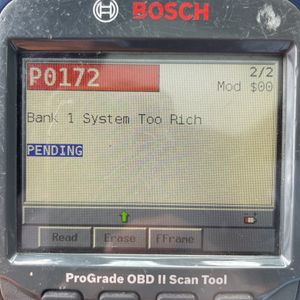 BOSCH
P0172
2/2
Mod $00
Bank 1 System Too Rich
PENDING
Read Erase fFrame
ProGrade OBD II Scan Tool